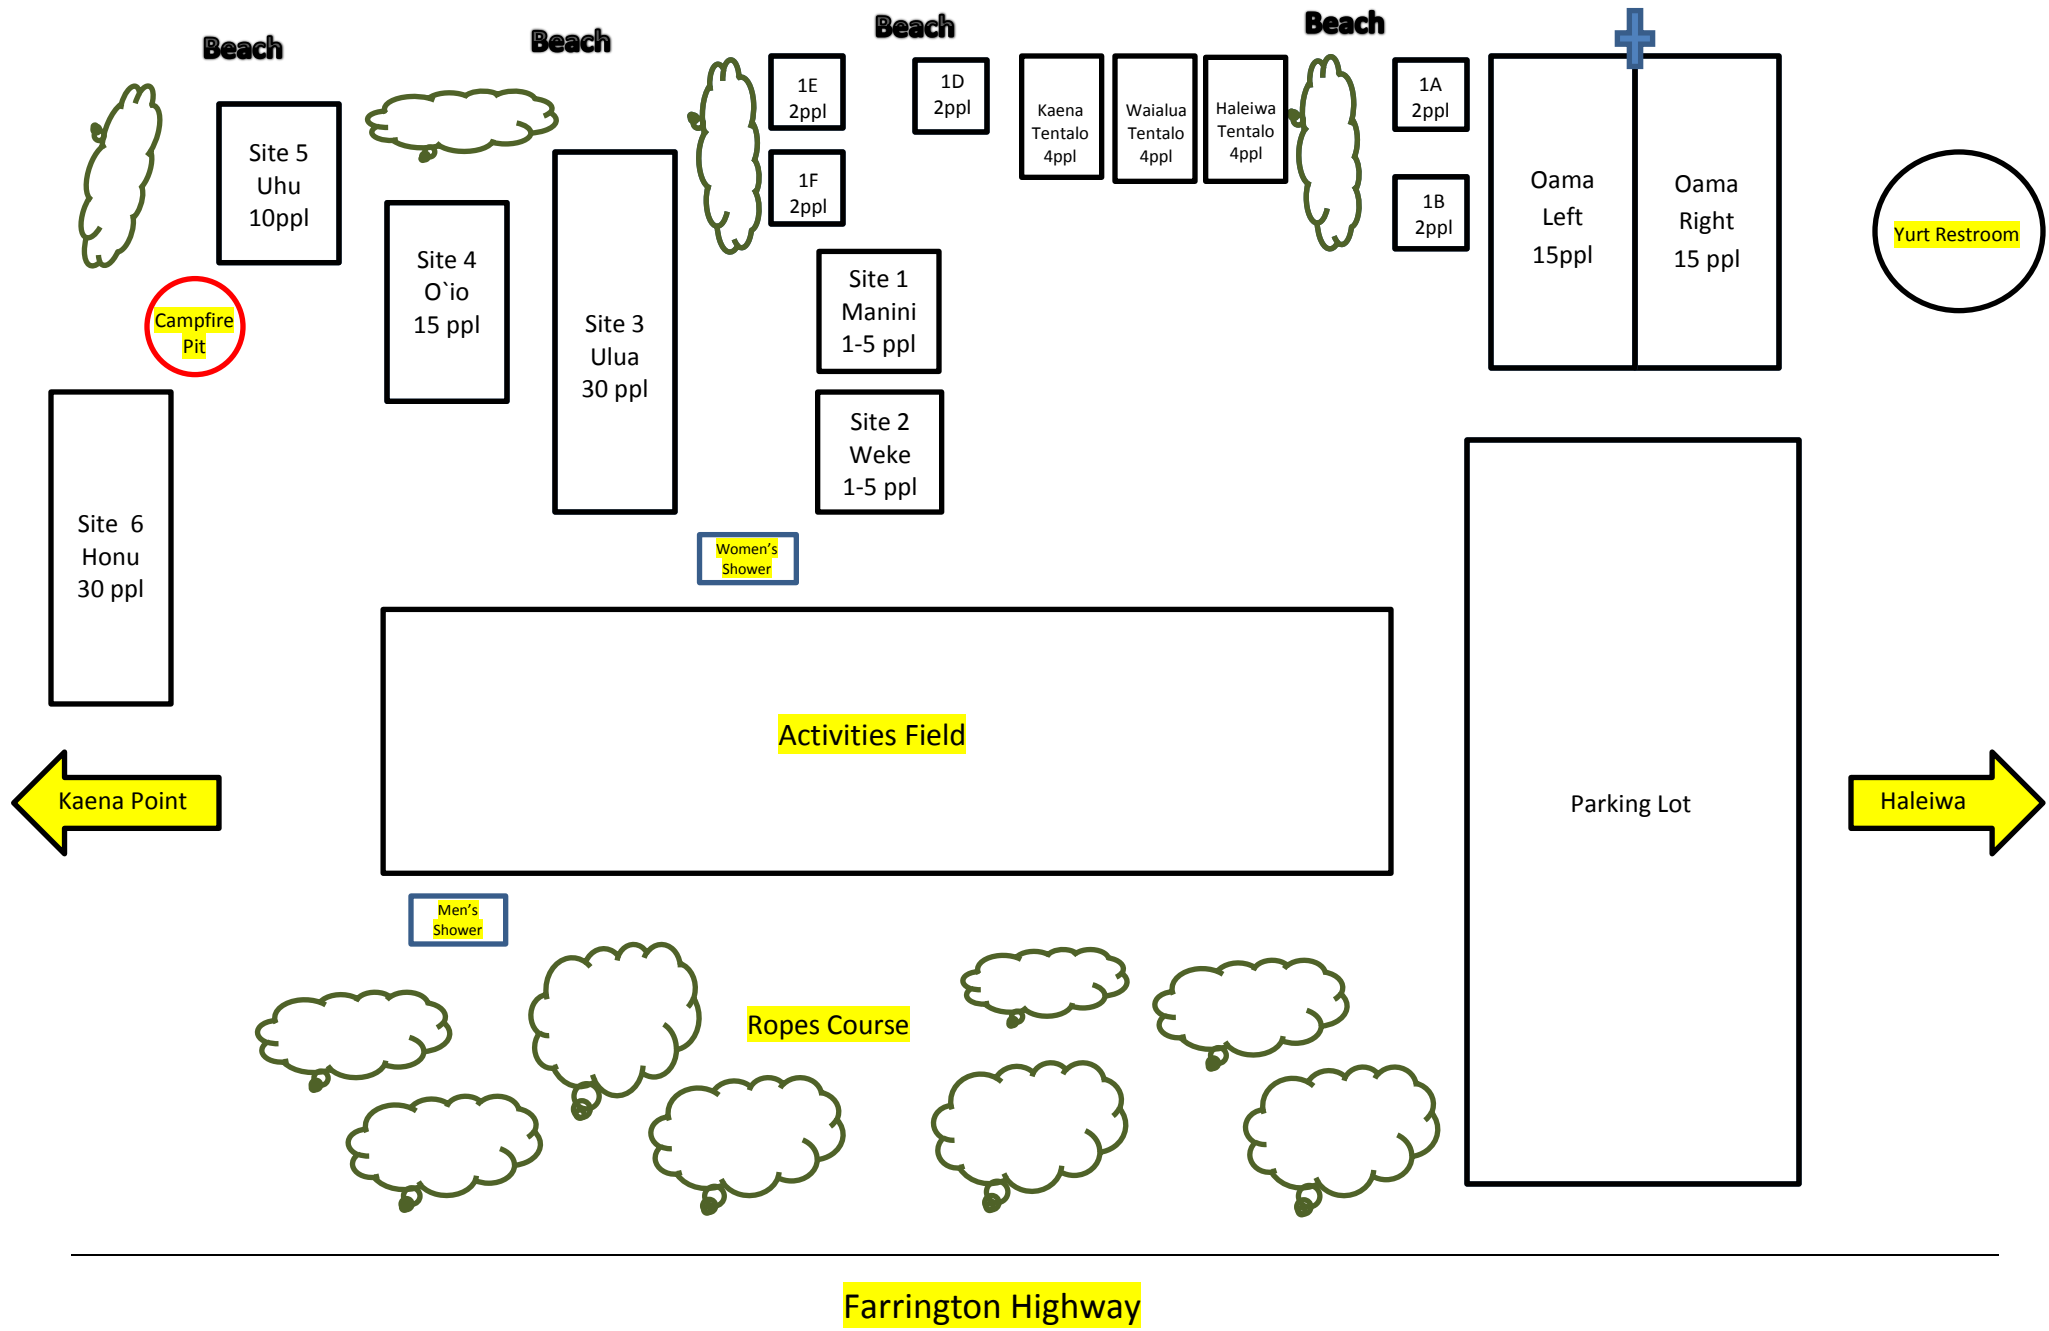 Beach
Beach
Beach
Beach
Site 5
Uhu
10ppl
Site 4
O`io
15 ppl
Site 3
Ulua
30 ppl
1E
2ppl
1F
2ppl
1D
2ppl
Kaena
Tentalo
4ppl
Waialua
Tentalo
4ppl
Haleiwa
Tentalo
4ppl
1A
2ppl
1B
2ppl
Oama
Left
15ppl
Oama
Right
15 ppl
Yurt Restroom
Campfire
Pit
Site 1
Manini
1-5 ppl
Site 2
Weke
1-5 ppl
Site  6
Honu
30 ppl
Women’s
Shower
Activities Field
Parking Lot
Kaena Point
Haleiwa
Men’s
Shower
Ropes Course
Farrington Highway